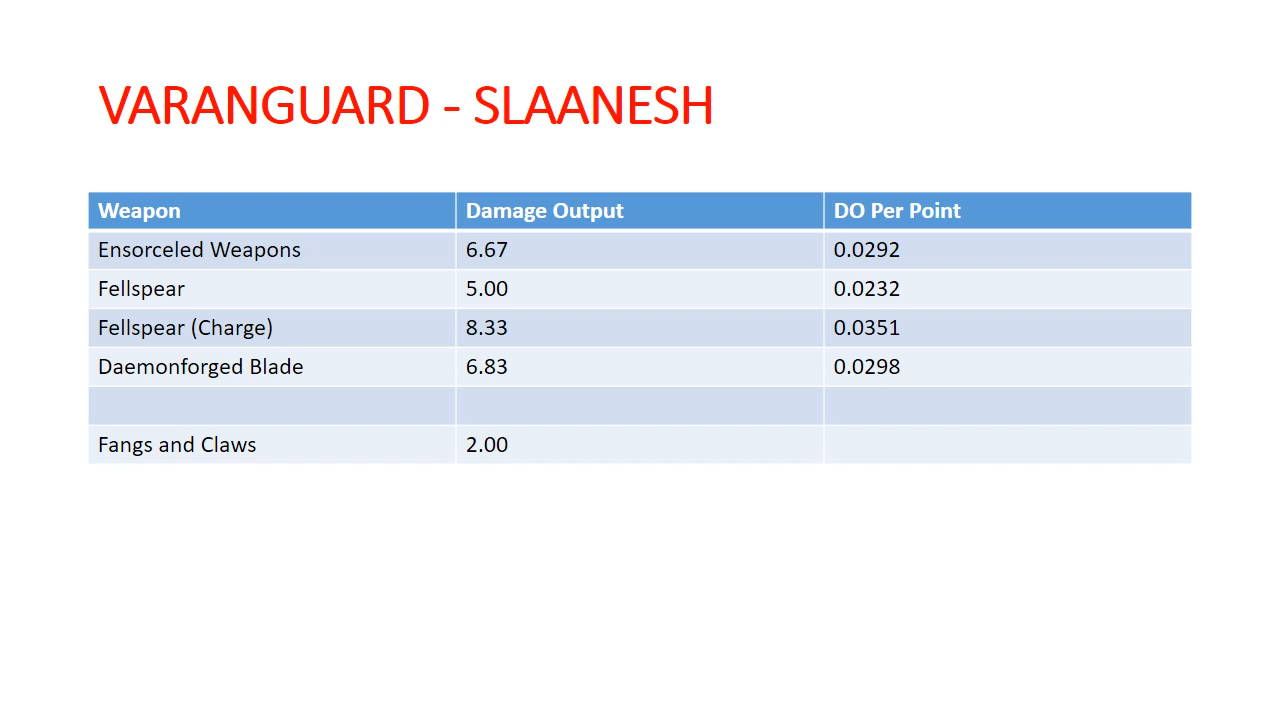 VARANGUARD - SLAANESH
Weapon Damage Output DO Per Point
Ensorceled Weapons 6.67 0.0292
Fellspear 5.00 0.0232
Fellspear (Charge) 8.33 0.0351
Daemonforged Blade 6.83 0.0298
Fangs and Claws 2.00